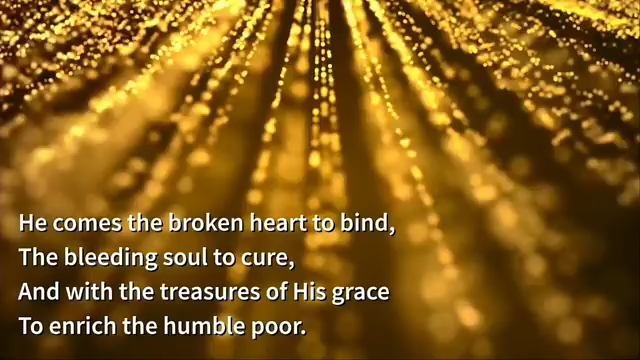 He comes the broken heart to bind,
The bleeding soul to cure,
And with the treasures of His grace
To enrich the humble poor.